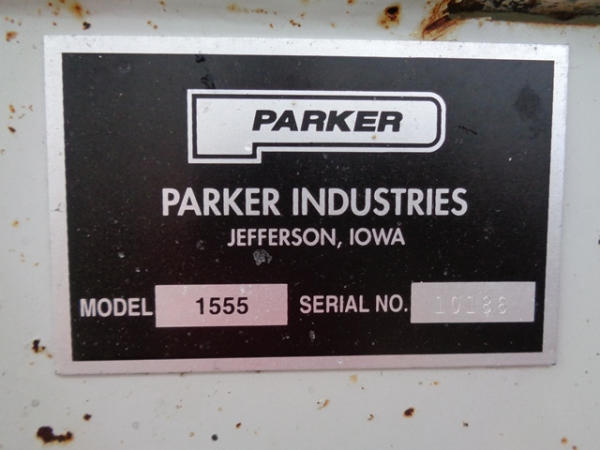 PARKER
PARKER INDUSTRIES
JEFFERSON, IOWA
MODEL 1555 SERIAL NO. 10188